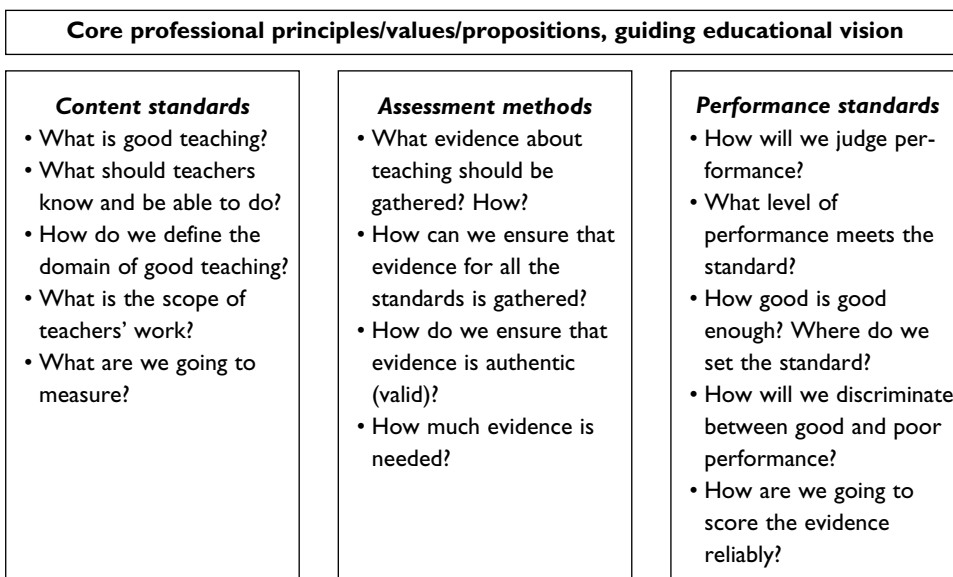 Core professional principles/values/propositions, guiding educational vision
Content standards
• What is good teaching?
• What should teachers
know and be able to do?
• How do we define the
domain of good teaching?
• What is the scope of
teachers’ work?
• What are we going to
measure?
Assessment methods
• What evidence about
teaching should be
gathered? How?
• How can we ensure that
evidence for all the
standards is gathered?
• How do we ensure that
evidence is authentic
(valid)?
• How much evidence is
needed?
Performance standards
• How will we judge per-
formance?
• What level of
performance meets the
standard?
• How good is good
enough? Where do we
set the standard?
• How will we discriminate
between good and poor
performance?
• How are we going to
score the evidence
reliably?